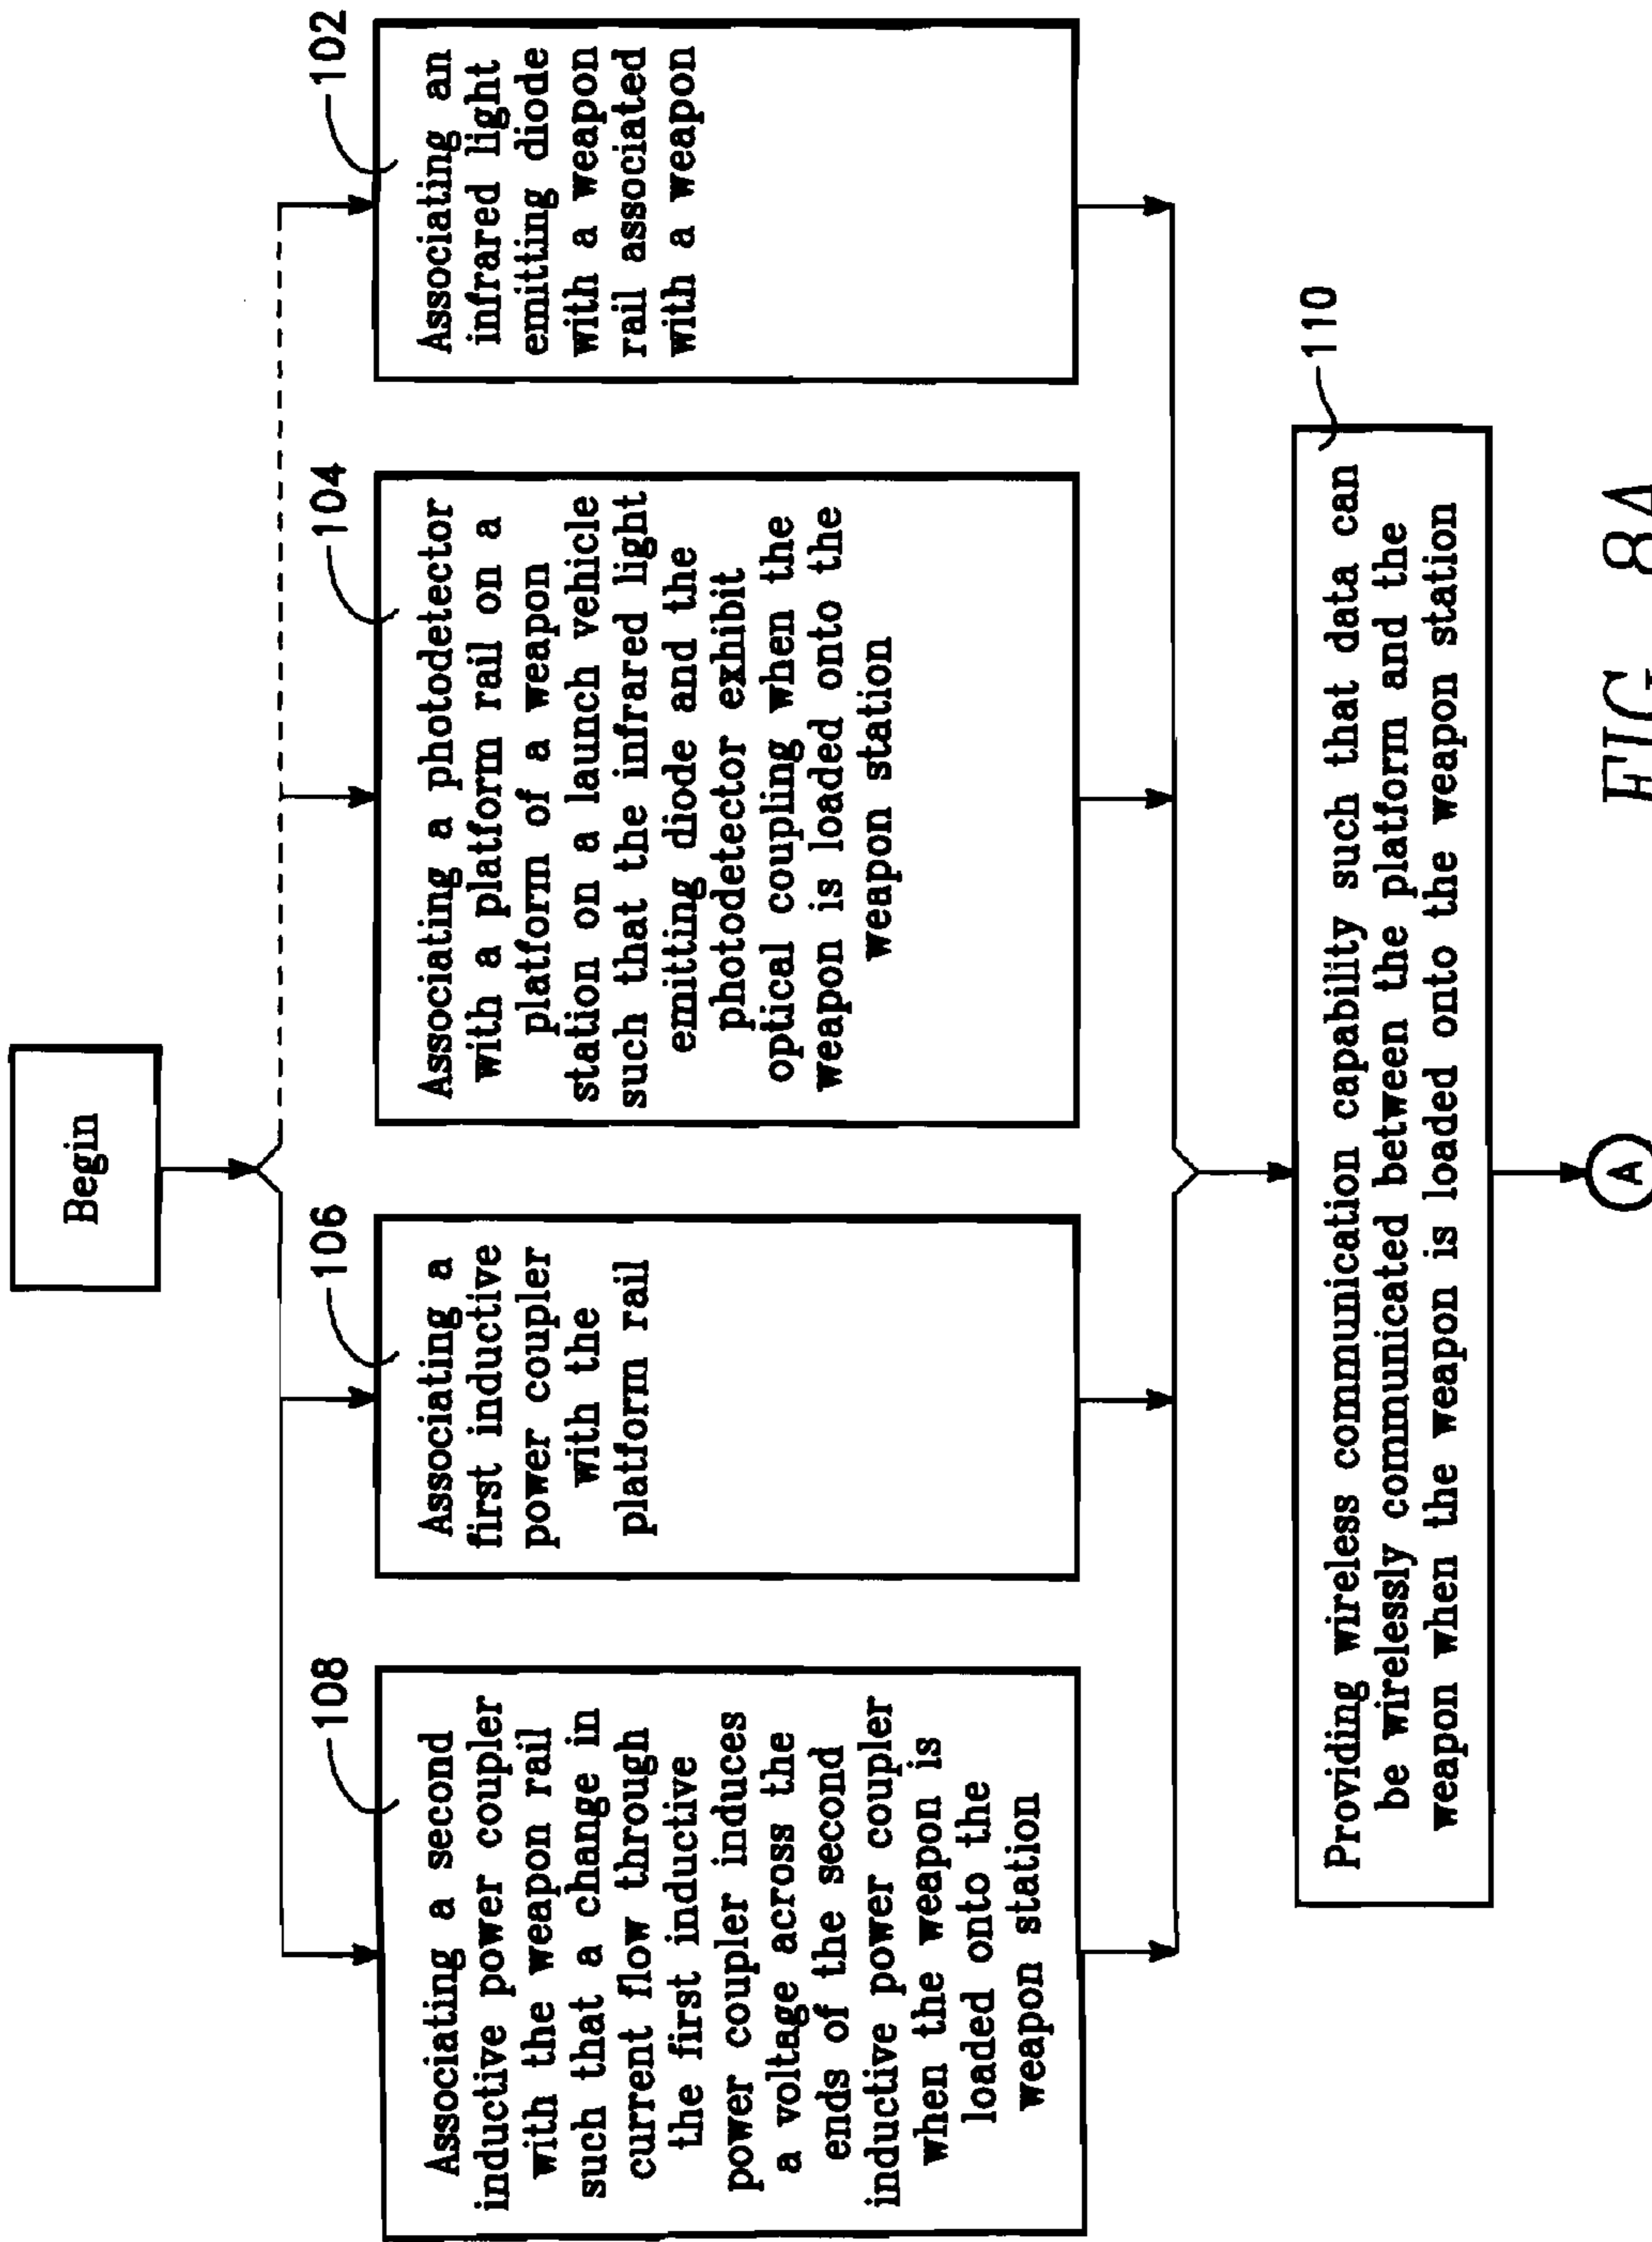 Begin
108
Associating a second
inductive power coupler
with the weapon rail
such that a change in
current flow through
the first inductive
power coupler induces
a voltage across the
ends of the second
inductive power coupler
when the weapon is
loaded onto the
weapon station
106
Associating a
first inductive
power coupler
with the
platform rail
104
Associating a photodetector
with a platform rail on a
platform of a weapon
station on a launch vehicle
such that the infrared light
emitting diode and the
photodetector exhibit
optical coupling when the
weapon is loaded onto the
weapon station
102
Associating an
infrared light
emitting diode
with a weapon
rail associated
with a weapon
110
Providing wireless communication capability such that data can
be wirelessly communicated between the platform and the
weapon when the weapon is loaded onto the weapon station
A
FIG. 8A